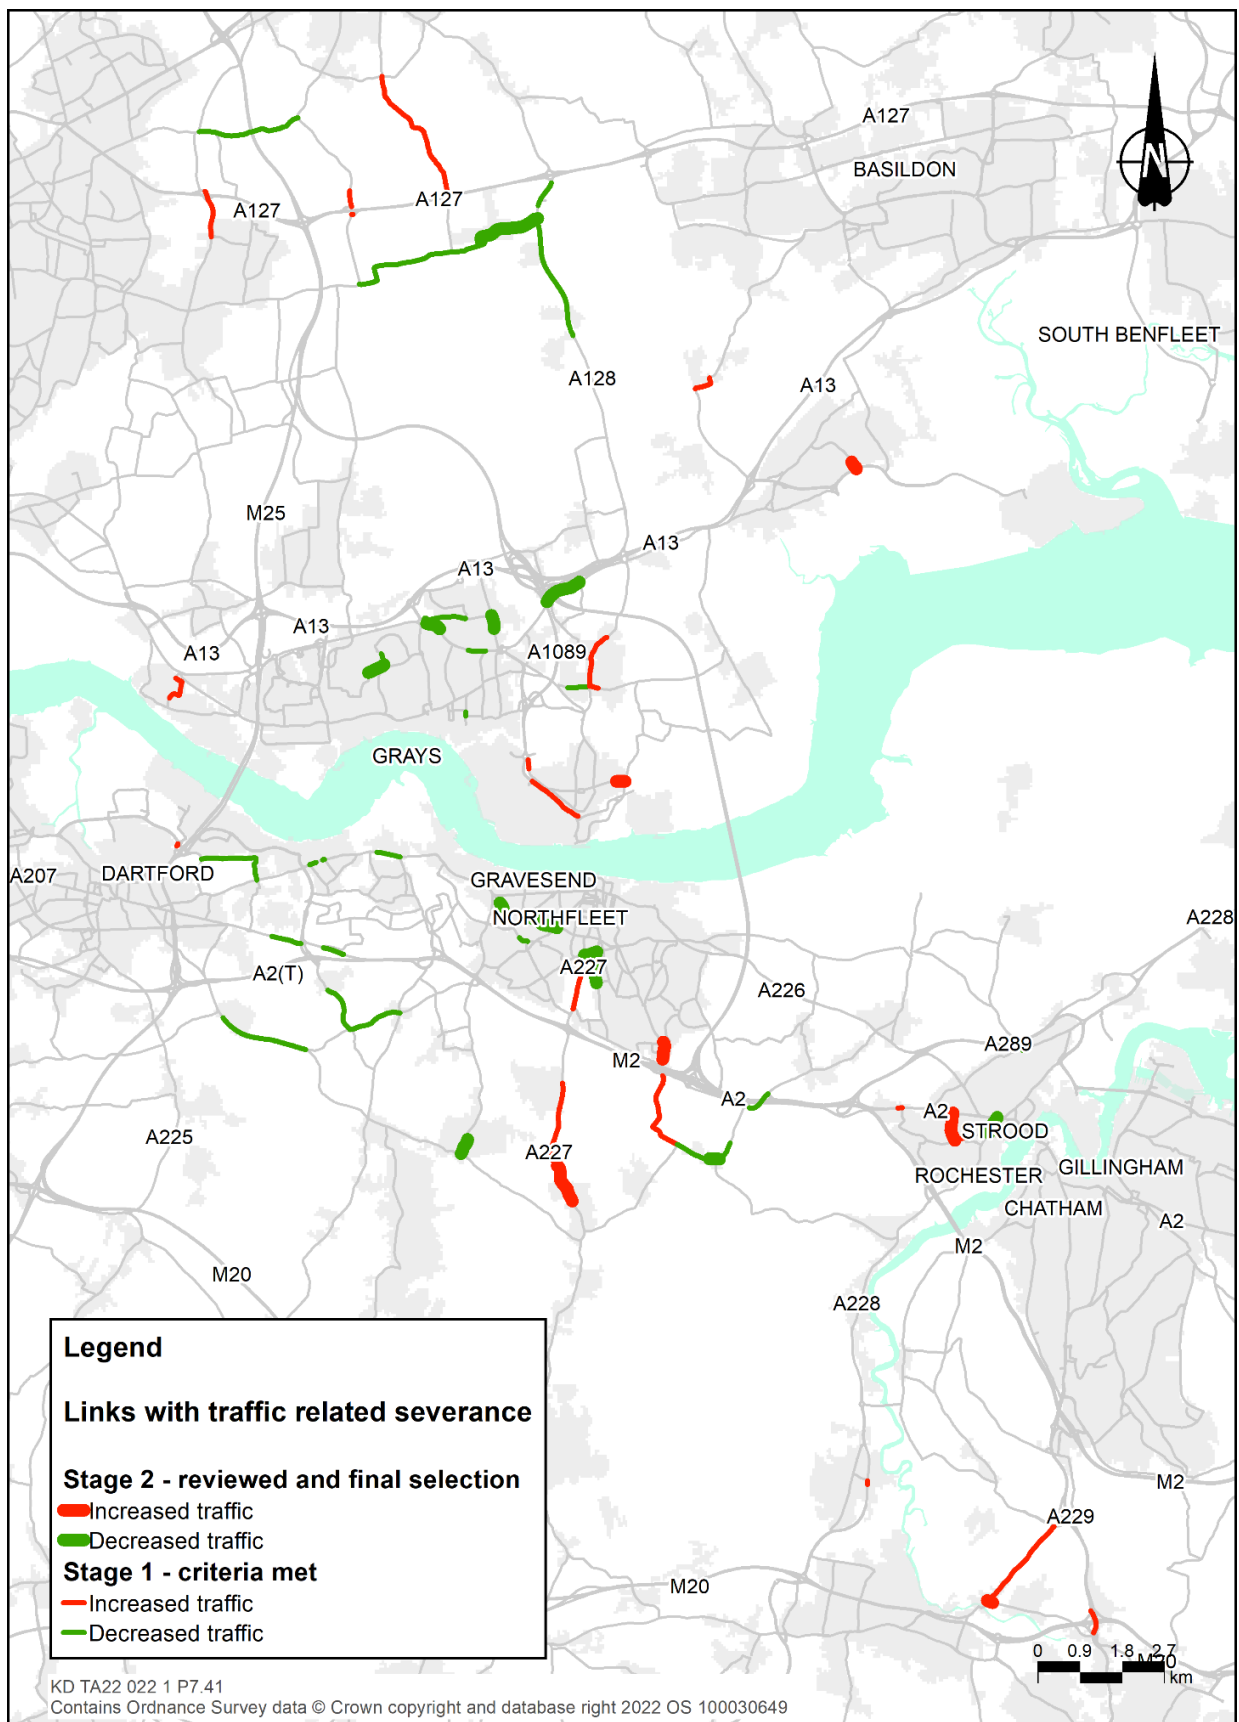 A127
BASILDON
N
A127
A127
SOUTH BENFLEET
A128
A13
M25
A13
A13
A13
A13
A1089
GRAYS
DARTFORD
A207
GRAVESEND
NORTHFLEET
A228
A227
A2(T)
A226
A289
M2
A2
A2
STROOD
A225
A227
ROCHESTER
GILLINGHAM
CHATHAM
A2
M2
M20
A228
Legend
Links with traffic related severance
Stage 2 - reviewed and final selection
Increased traffic
Decreased traffic
Stage 1 - criteria met
Increased traffic
Decreased traffic
M2
A229
M20
0 0.9 1.8 2.7
M20
km
KD TA22 022 1 P7.41
Contains Ordnance Survey data © Crown copyright and database right 2022 OS 100030649